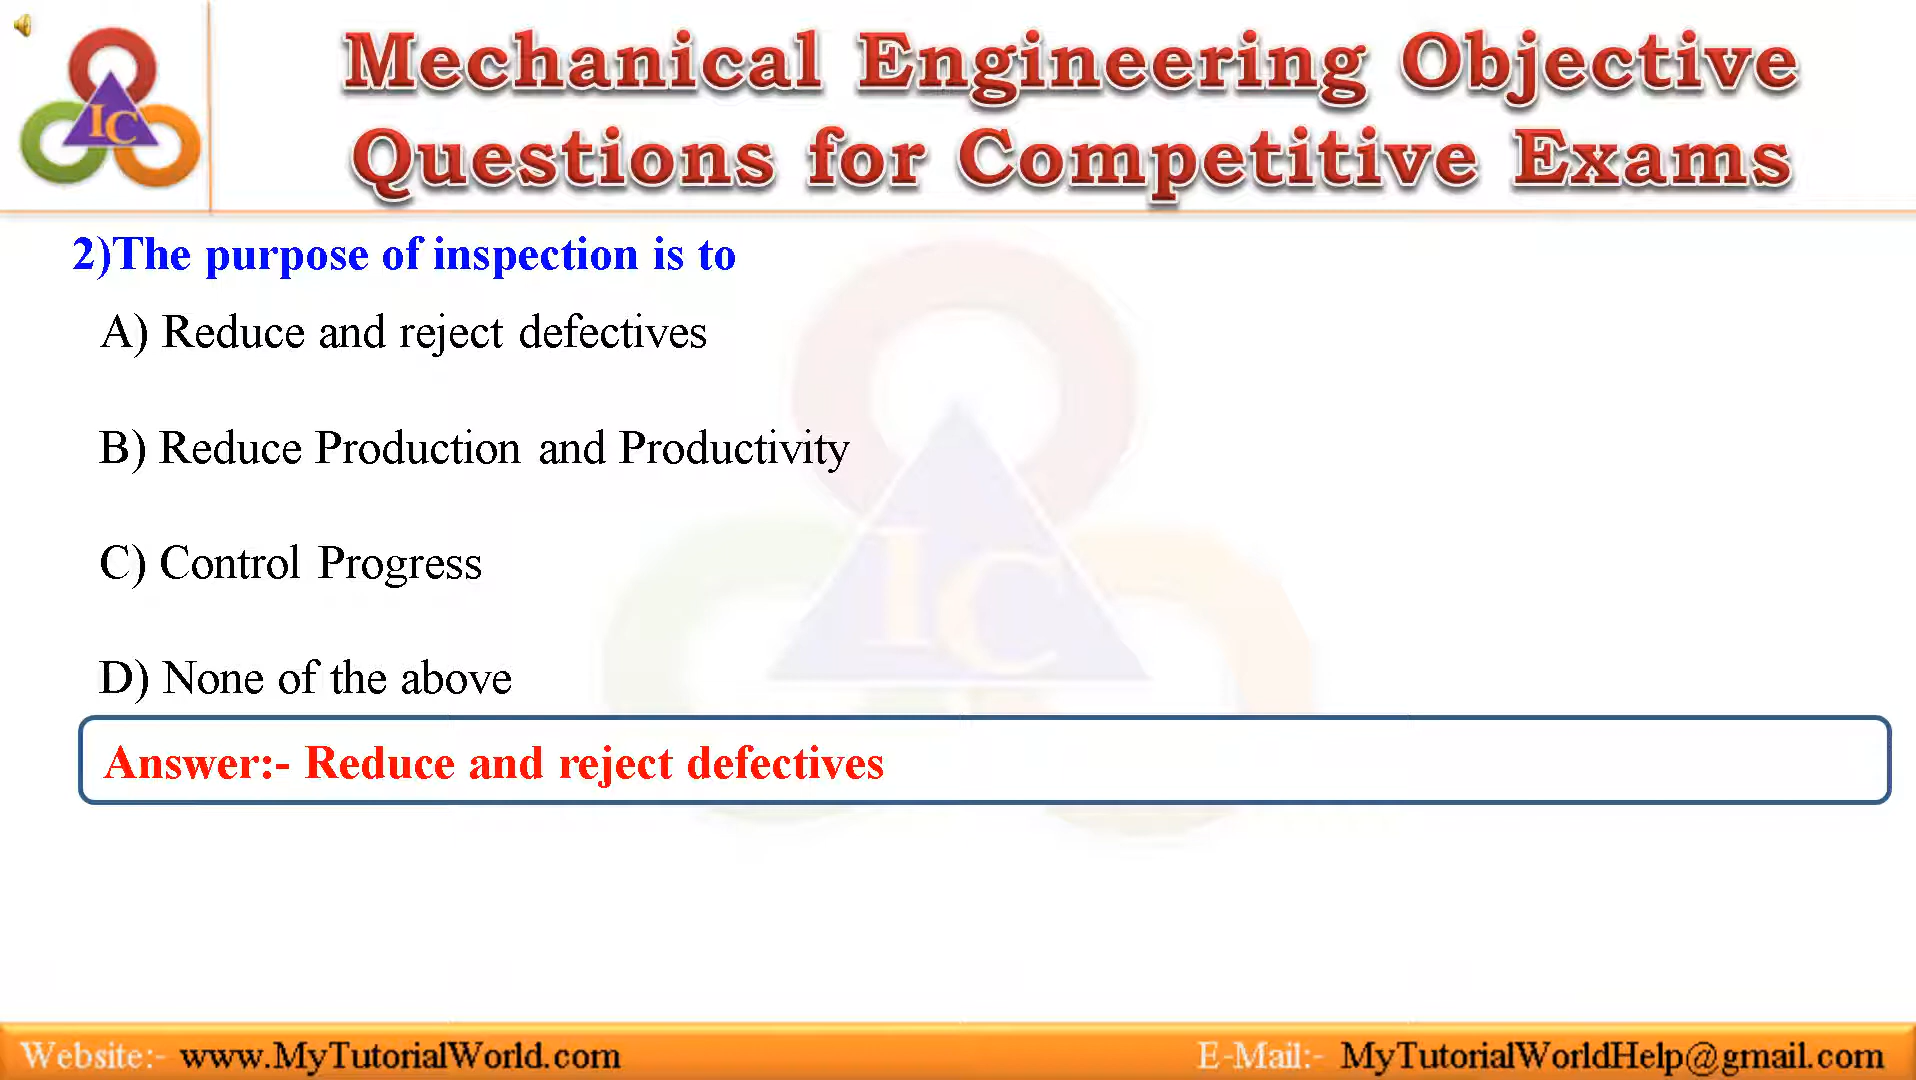 IC
Mechanical Engineering Objective
Questions for Competitive Exams
2)The purpose of inspection is to
A) Reduce and reject defectives
B) Reduce Production and Productivity
C) Control Progress
D) None of the above
IC
Answer:- Reduce and reject defectives
Website:- www.MyTutorialWorld.com
E-Mail:- MyTutorialWorldHelp@gmail.com